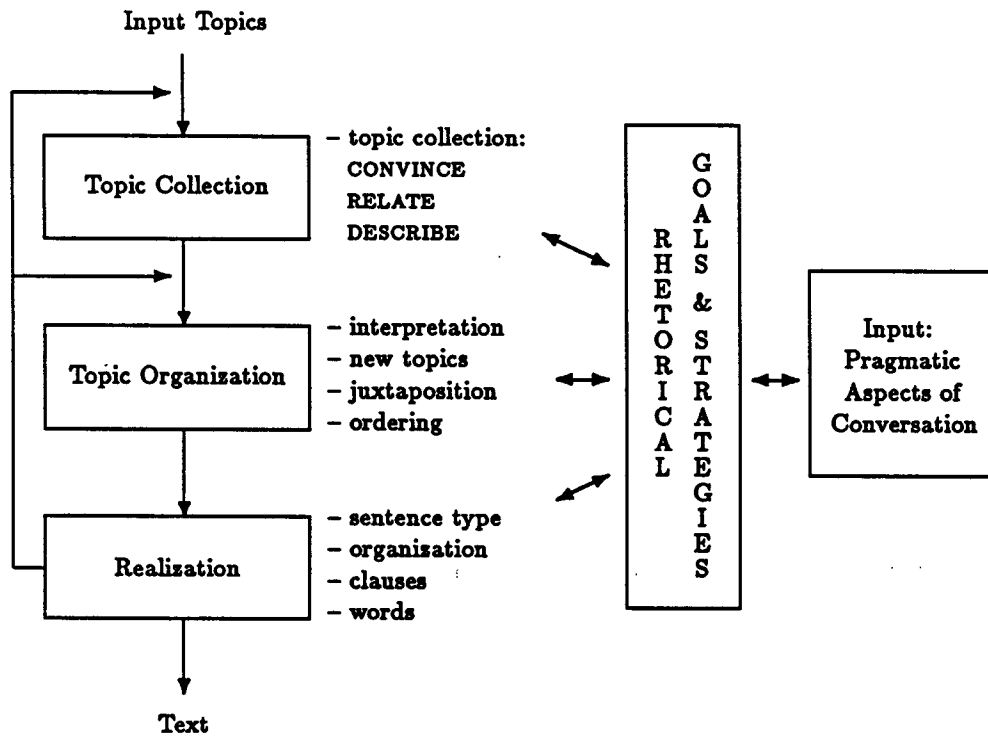 Input Topics
Topic Collection
– topic collection:
CONVINCE
RELATE
DESCRIBE
Topic Organization
– interpretation
– new topics
– juxtaposition
– ordering
Realization
– sentence type
– organization
– clauses
– words
Text
RHETORICAL
GOALS & STRATEGIES
Input:
Pragmatic
Aspects of
Conversation